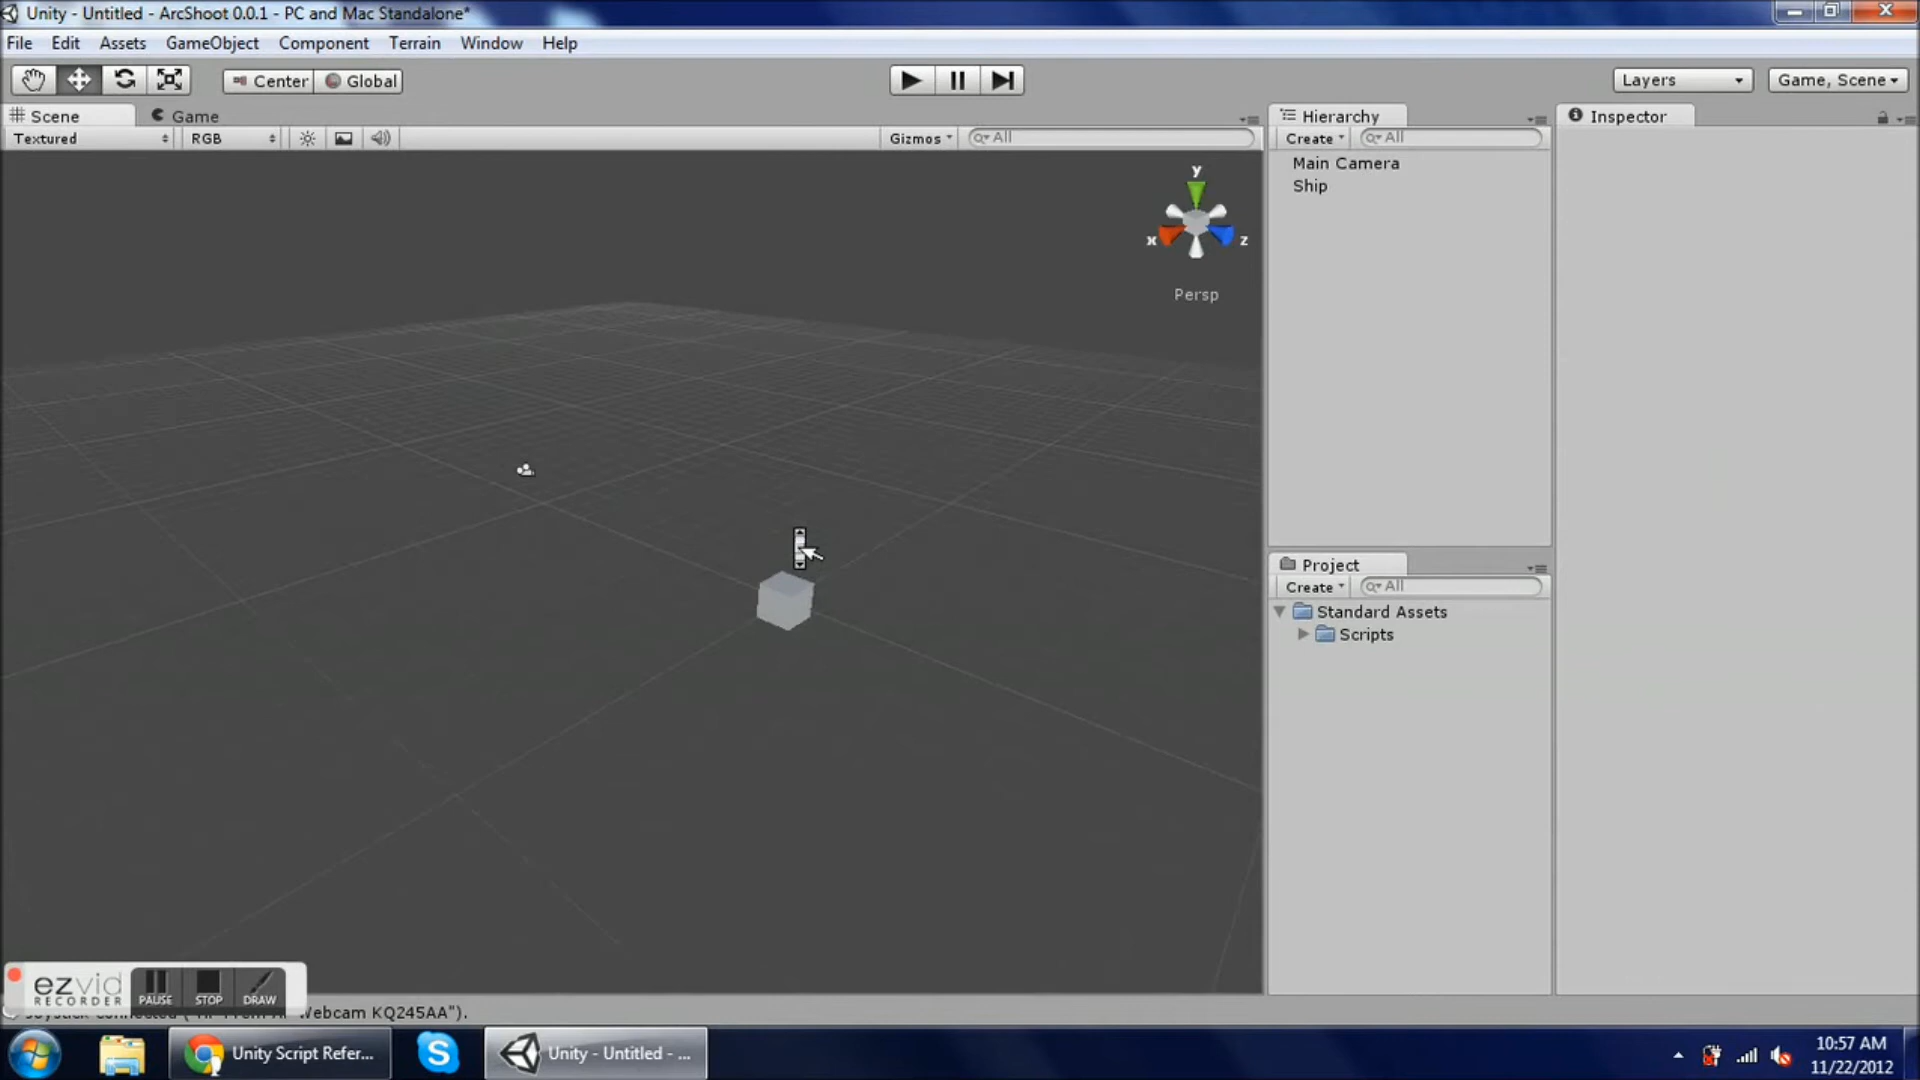 Unity - Untitled - ArcShoot 0.0.1 - PC and Mac Standalone*
File Edit Assets GameObject Component Terrain Window Help
Center Global Layers Game, Scene
Scene Game Hierarchy Inspector
Textured RGB Gizmos All Create All
Main Camera
Ship
y
x z
Persp
Project
Create All
Standard Assets
Scripts
ezvid
RECORDER PAUSE STOP DRAW
Webcam KQ245AA").
Unity Script Refer... Unity - Untitled - ...
10:57 AM
11/22/2012